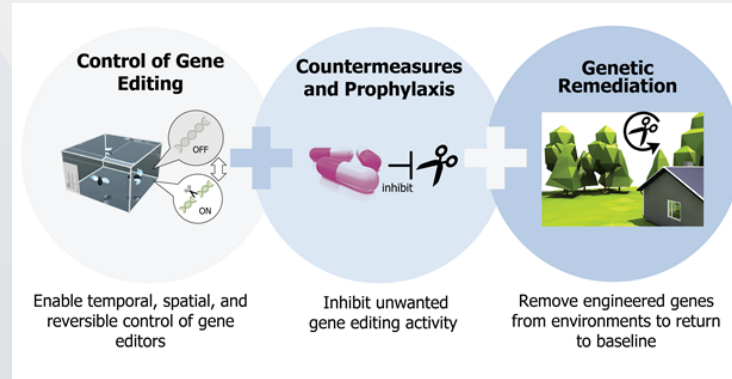 Control of Gene
Editing
OFF
ON
Enable temporal, spatial, and
reversible control of gene
editors
Countermeasures
and Prophylaxis
inhibit
Inhibit unwanted
gene editing activity
Genetic
Remediation
Remove engineered genes
from environments to return
to baseline